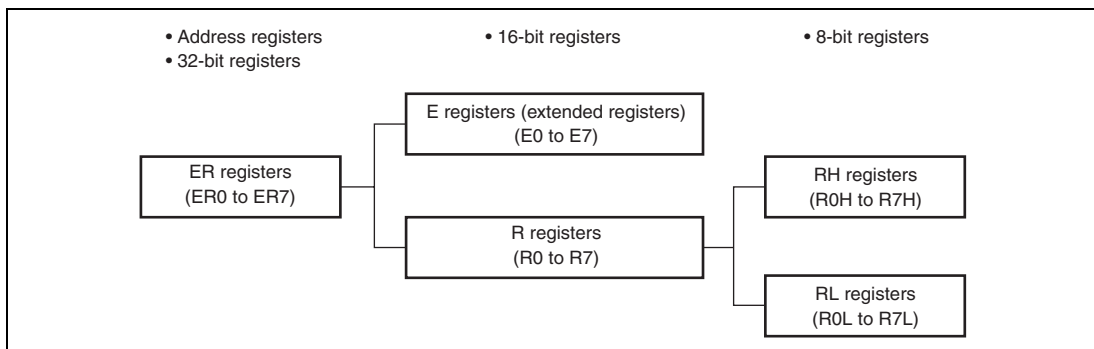 • Address registers
• 32-bit registers
• 16-bit registers
• 8-bit registers
E registers (extended registers)
(E0 to E7)
ER registers
(ER0 to ER7)
RH registers
(R0H to R7H)
R registers
(R0 to R7)
RL registers
(R0L to R7L)